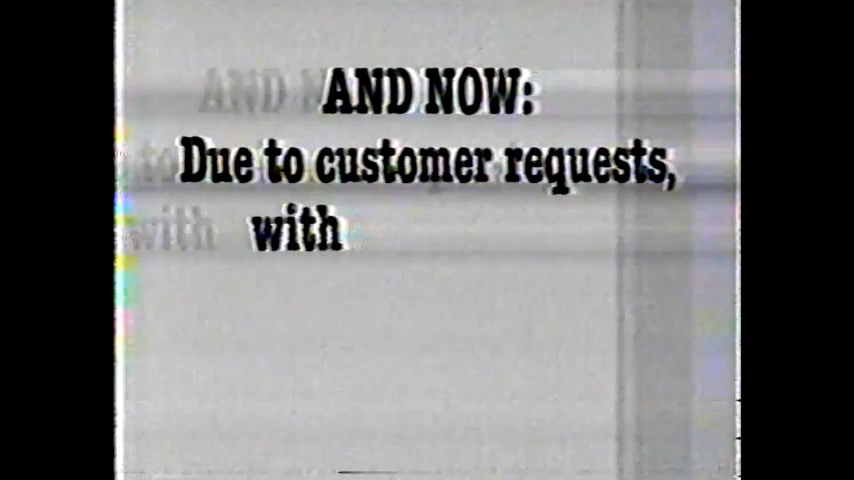 AND NOW:
Due to customer requests,
with